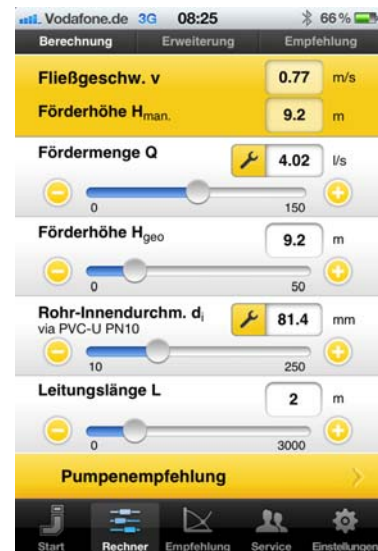 Vodafone.de 3G 08:25 66 %
Berechnung Erweiterung Empfehlung
Fließgeschw. v 0.77 m/s
Förderhöhe Hman. 9.2 m
Fördermenge Q 4.02 l/s
0 150
Förderhöhe Hgeo 9.2 m
0 50
Rohr-Innendurchm. di 81.4 mm
via PVC-U PN10
10 250
Leitungslänge L 2 m
0 3000
Pumpenempfehlung
Start Rechner Empfehlung Service Einstellungen